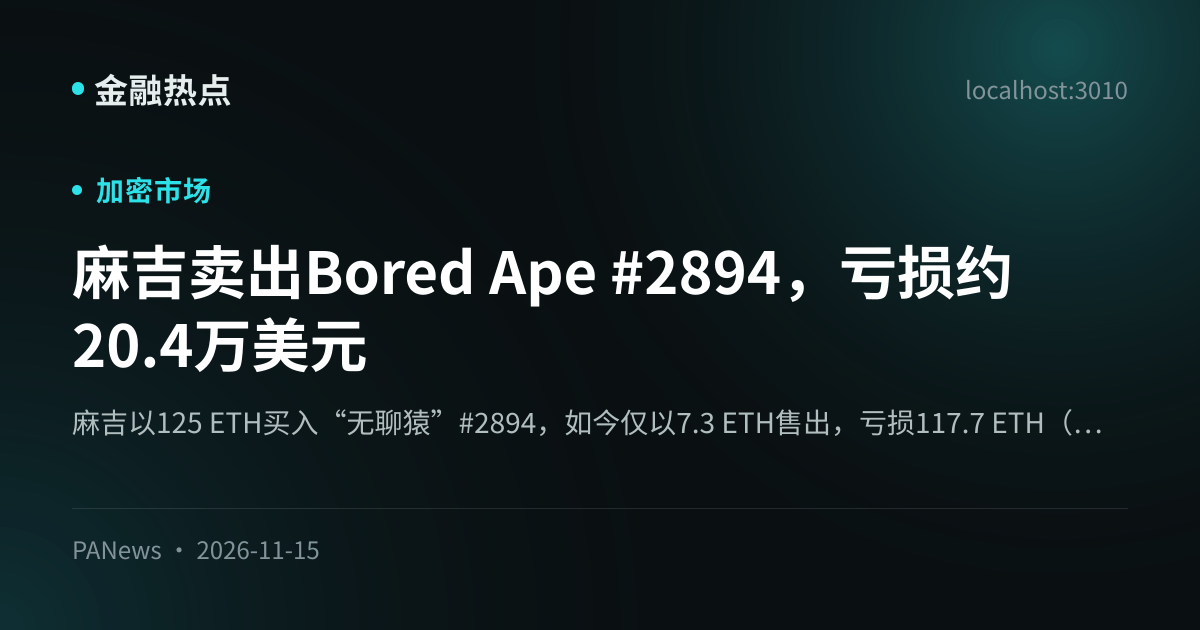 金融热点
localhost:3010
加密市场
麻吉卖出Bored Ape #2894，亏损约
20.4万美元
麻吉以125 ETH买入“无聊猿”#2894，如今仅以7.3 ETH售出，亏损117.7 ETH（…
PANews • 2026-11-15